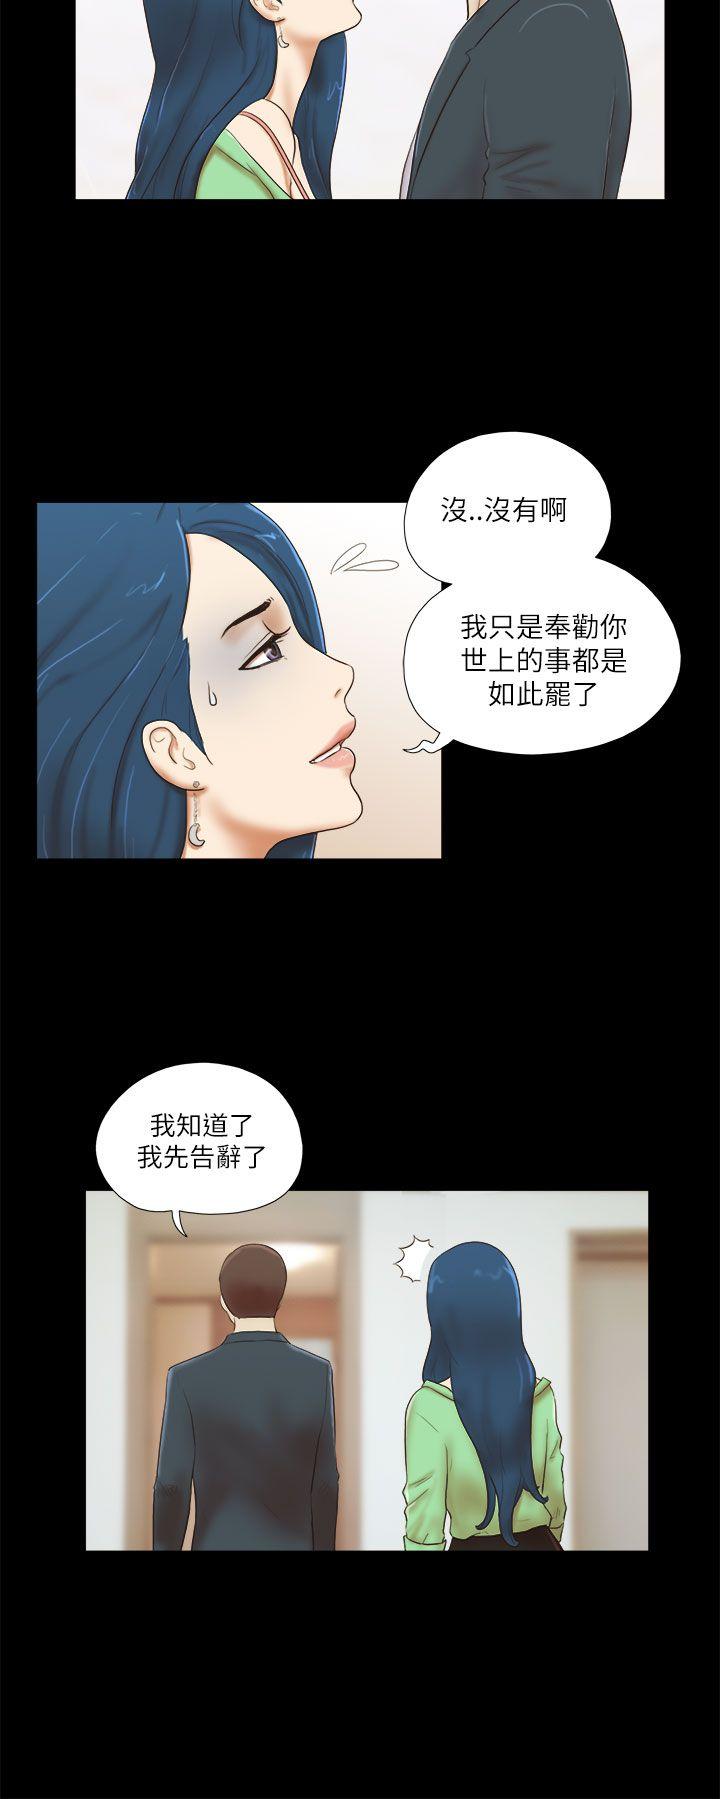 沒..沒有啊
我只是奉勸你
世上的事都是
如此罷了
我知道了
我先告辭了